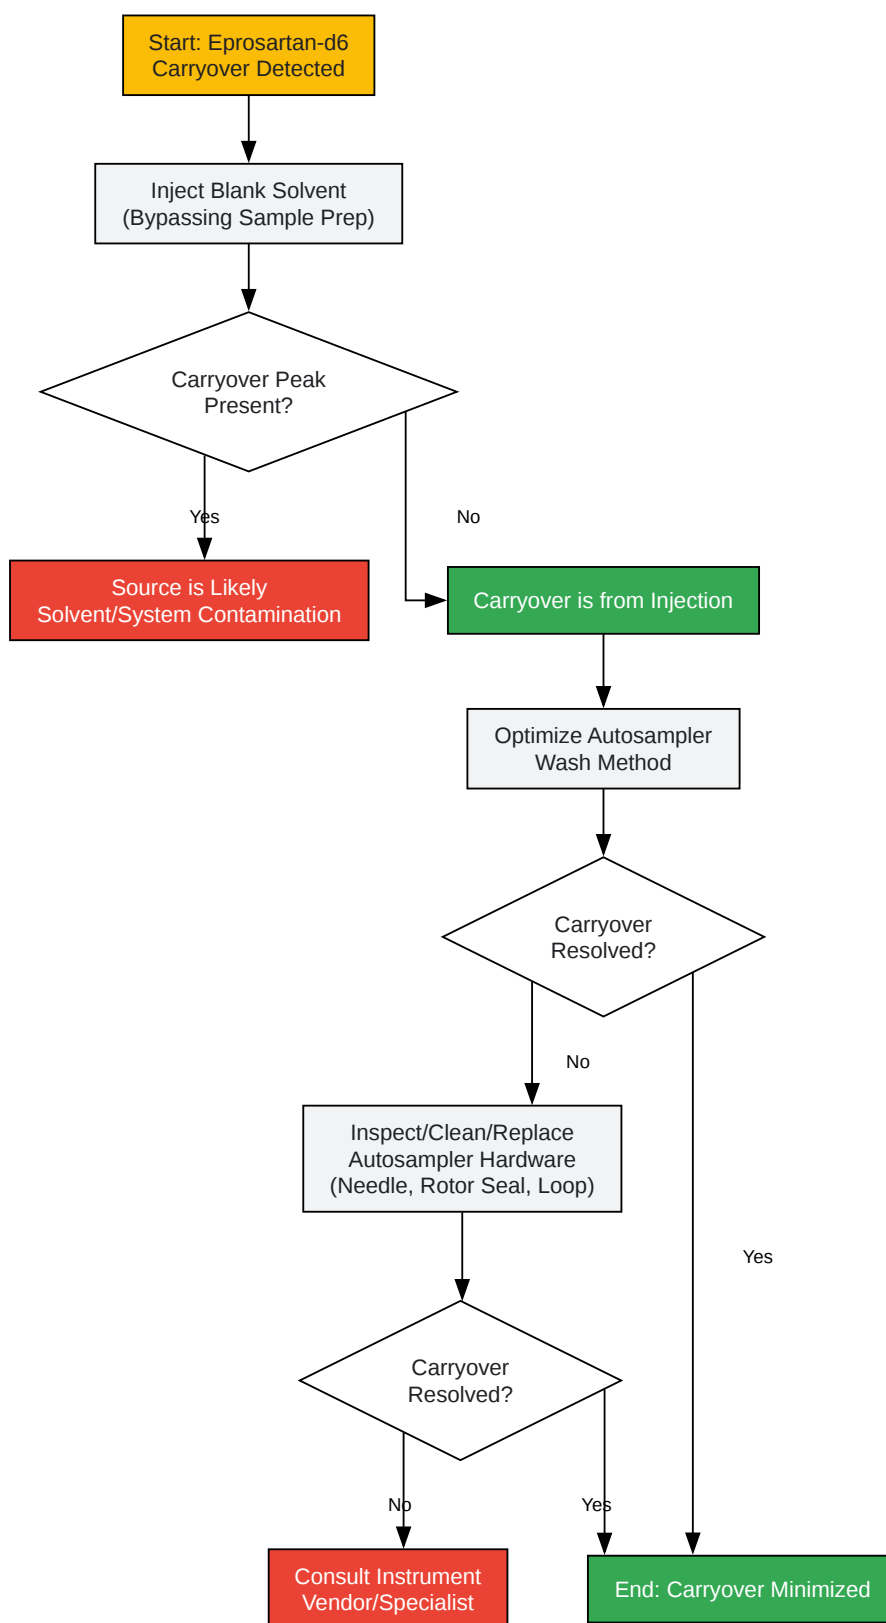 Start: Eprosartan-d6
Carryover Detected
Inject Blank Solvent
(Bypassing Sample Prep)
Carryover Peak
Present?
Yes
No
Source is Likely
Solvent/System Contamination
Carryover is from Injection
Optimize Autosampler
Wash Method
Carryover
Resolved?
No
Inspect/Clean/Replace
Autosampler Hardware
(Needle, Rotor Seal, Loop)
Yes
Carryover
Resolved?
No
Yes
Consult Instrument
Vendor/Specialist
End: Carryover Minimized